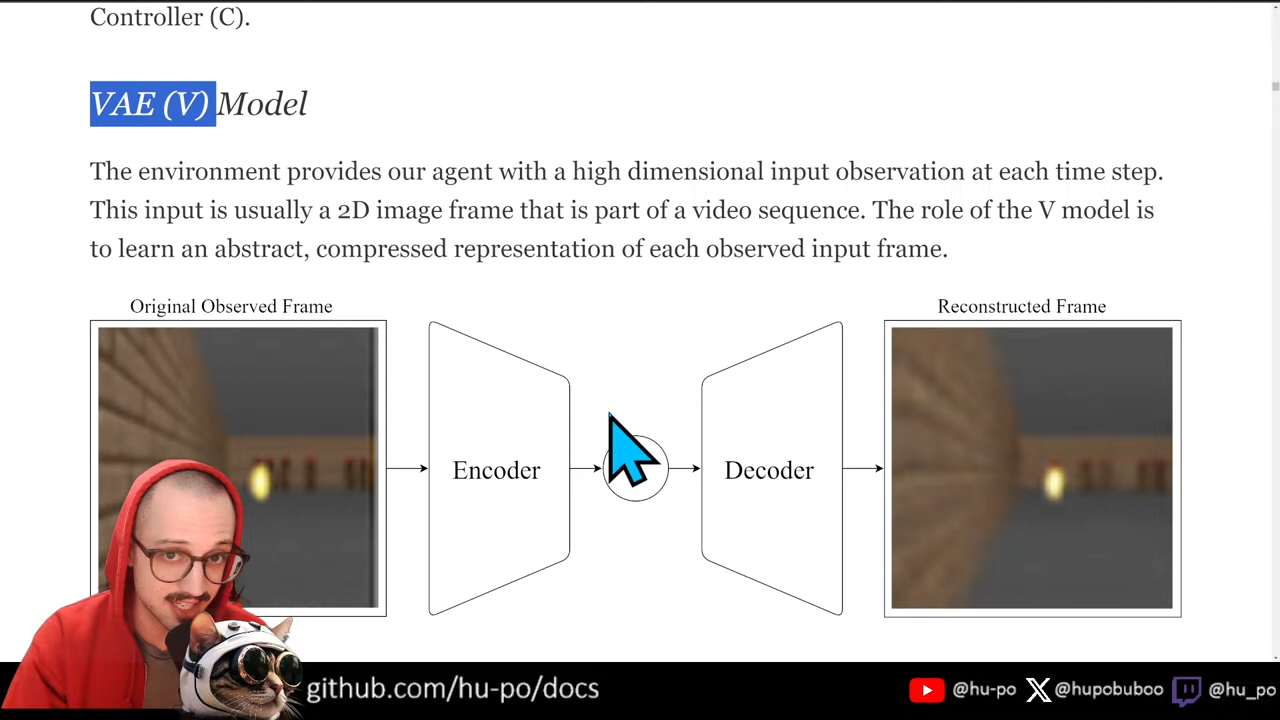 Controller (C).
VAE (V) Model
The environment provides our agent with a high dimensional input observation at each time step.
This input is usually a 2D image frame that is part of a video sequence. The role of the V model is
to learn an abstract, compressed representation of each observed input frame.
Original Observed Frame
Reconstructed Frame
Encoder
Decoder
github.com/hu-po/docs
@hu-po
@hupobuboo
@hu_po